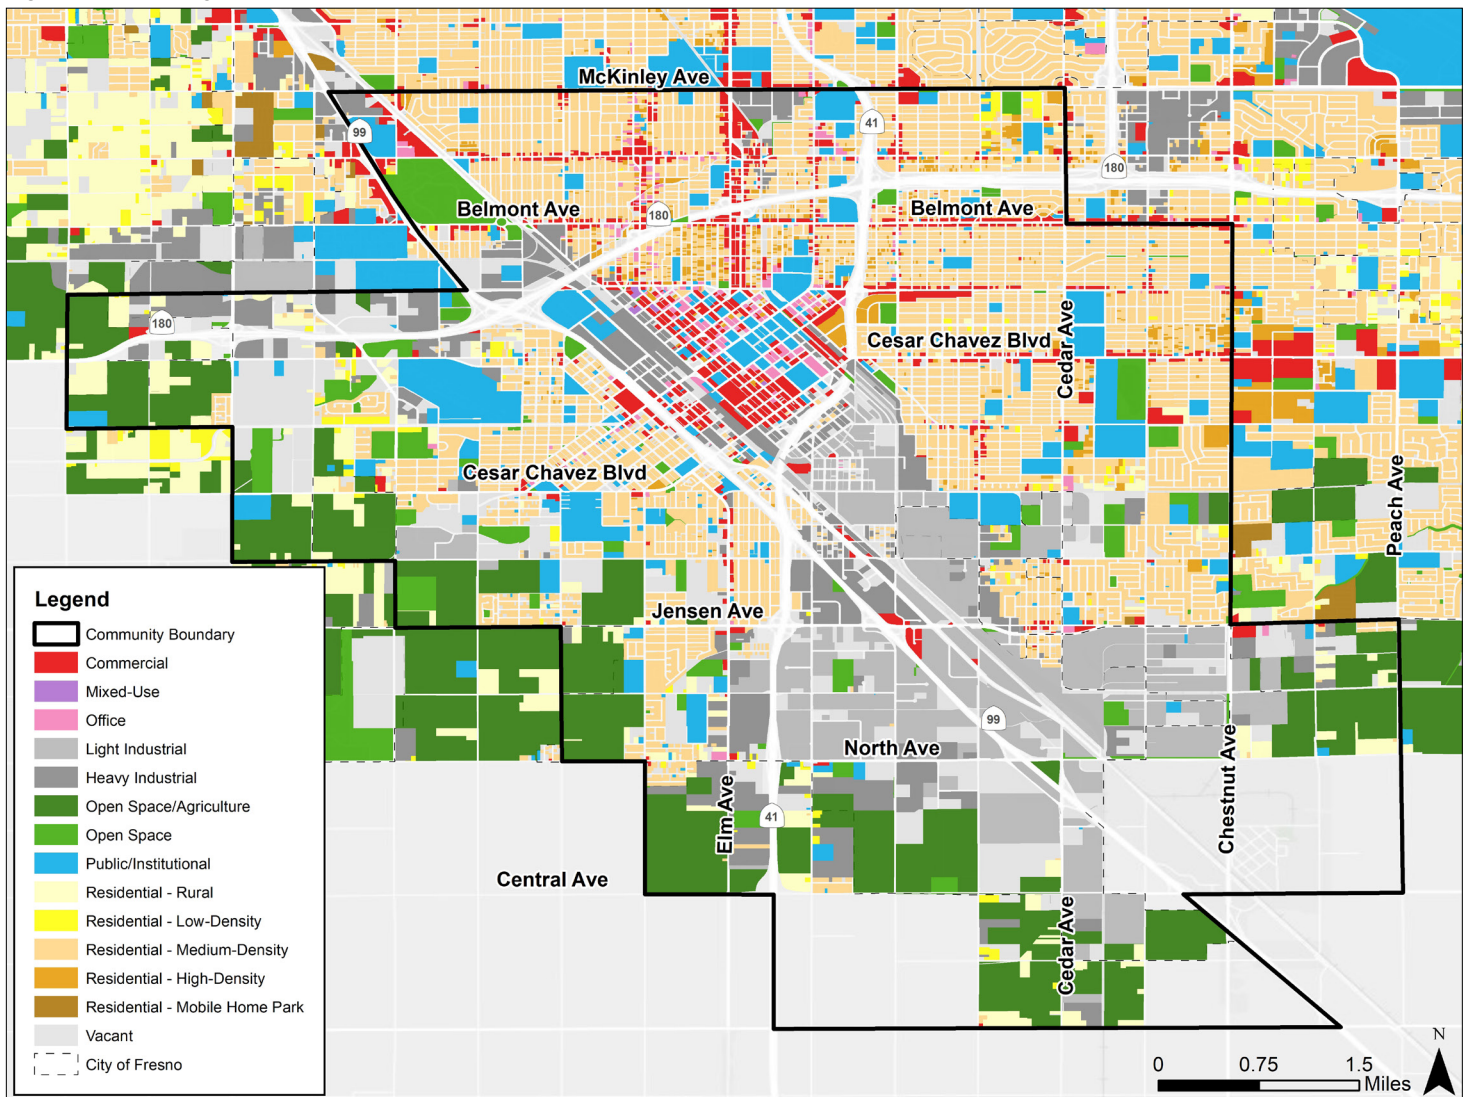 McKinley Ave
99
41
180
Belmont Ave
180
Belmont Ave
180
Cesar Chavez Blvd
Cedar Ave
Cesar Chavez Blvd
Peach Ave
Jensen Ave
99
North Ave
Chestnut Ave
Elm Ave
41
Central Ave
Cedar Ave
Legend
Community Boundary
Commercial
Mixed-Use
Office
Light Industrial
Heavy Industrial
Open Space/Agriculture
Open Space
Public/Institutional
Residential - Rural
Residential - Low-Density
Residential - Medium-Density
Residential - High-Density
Residential - Mobile Home Park
Vacant
City of Fresno
N
0 0.75 1.5
Miles